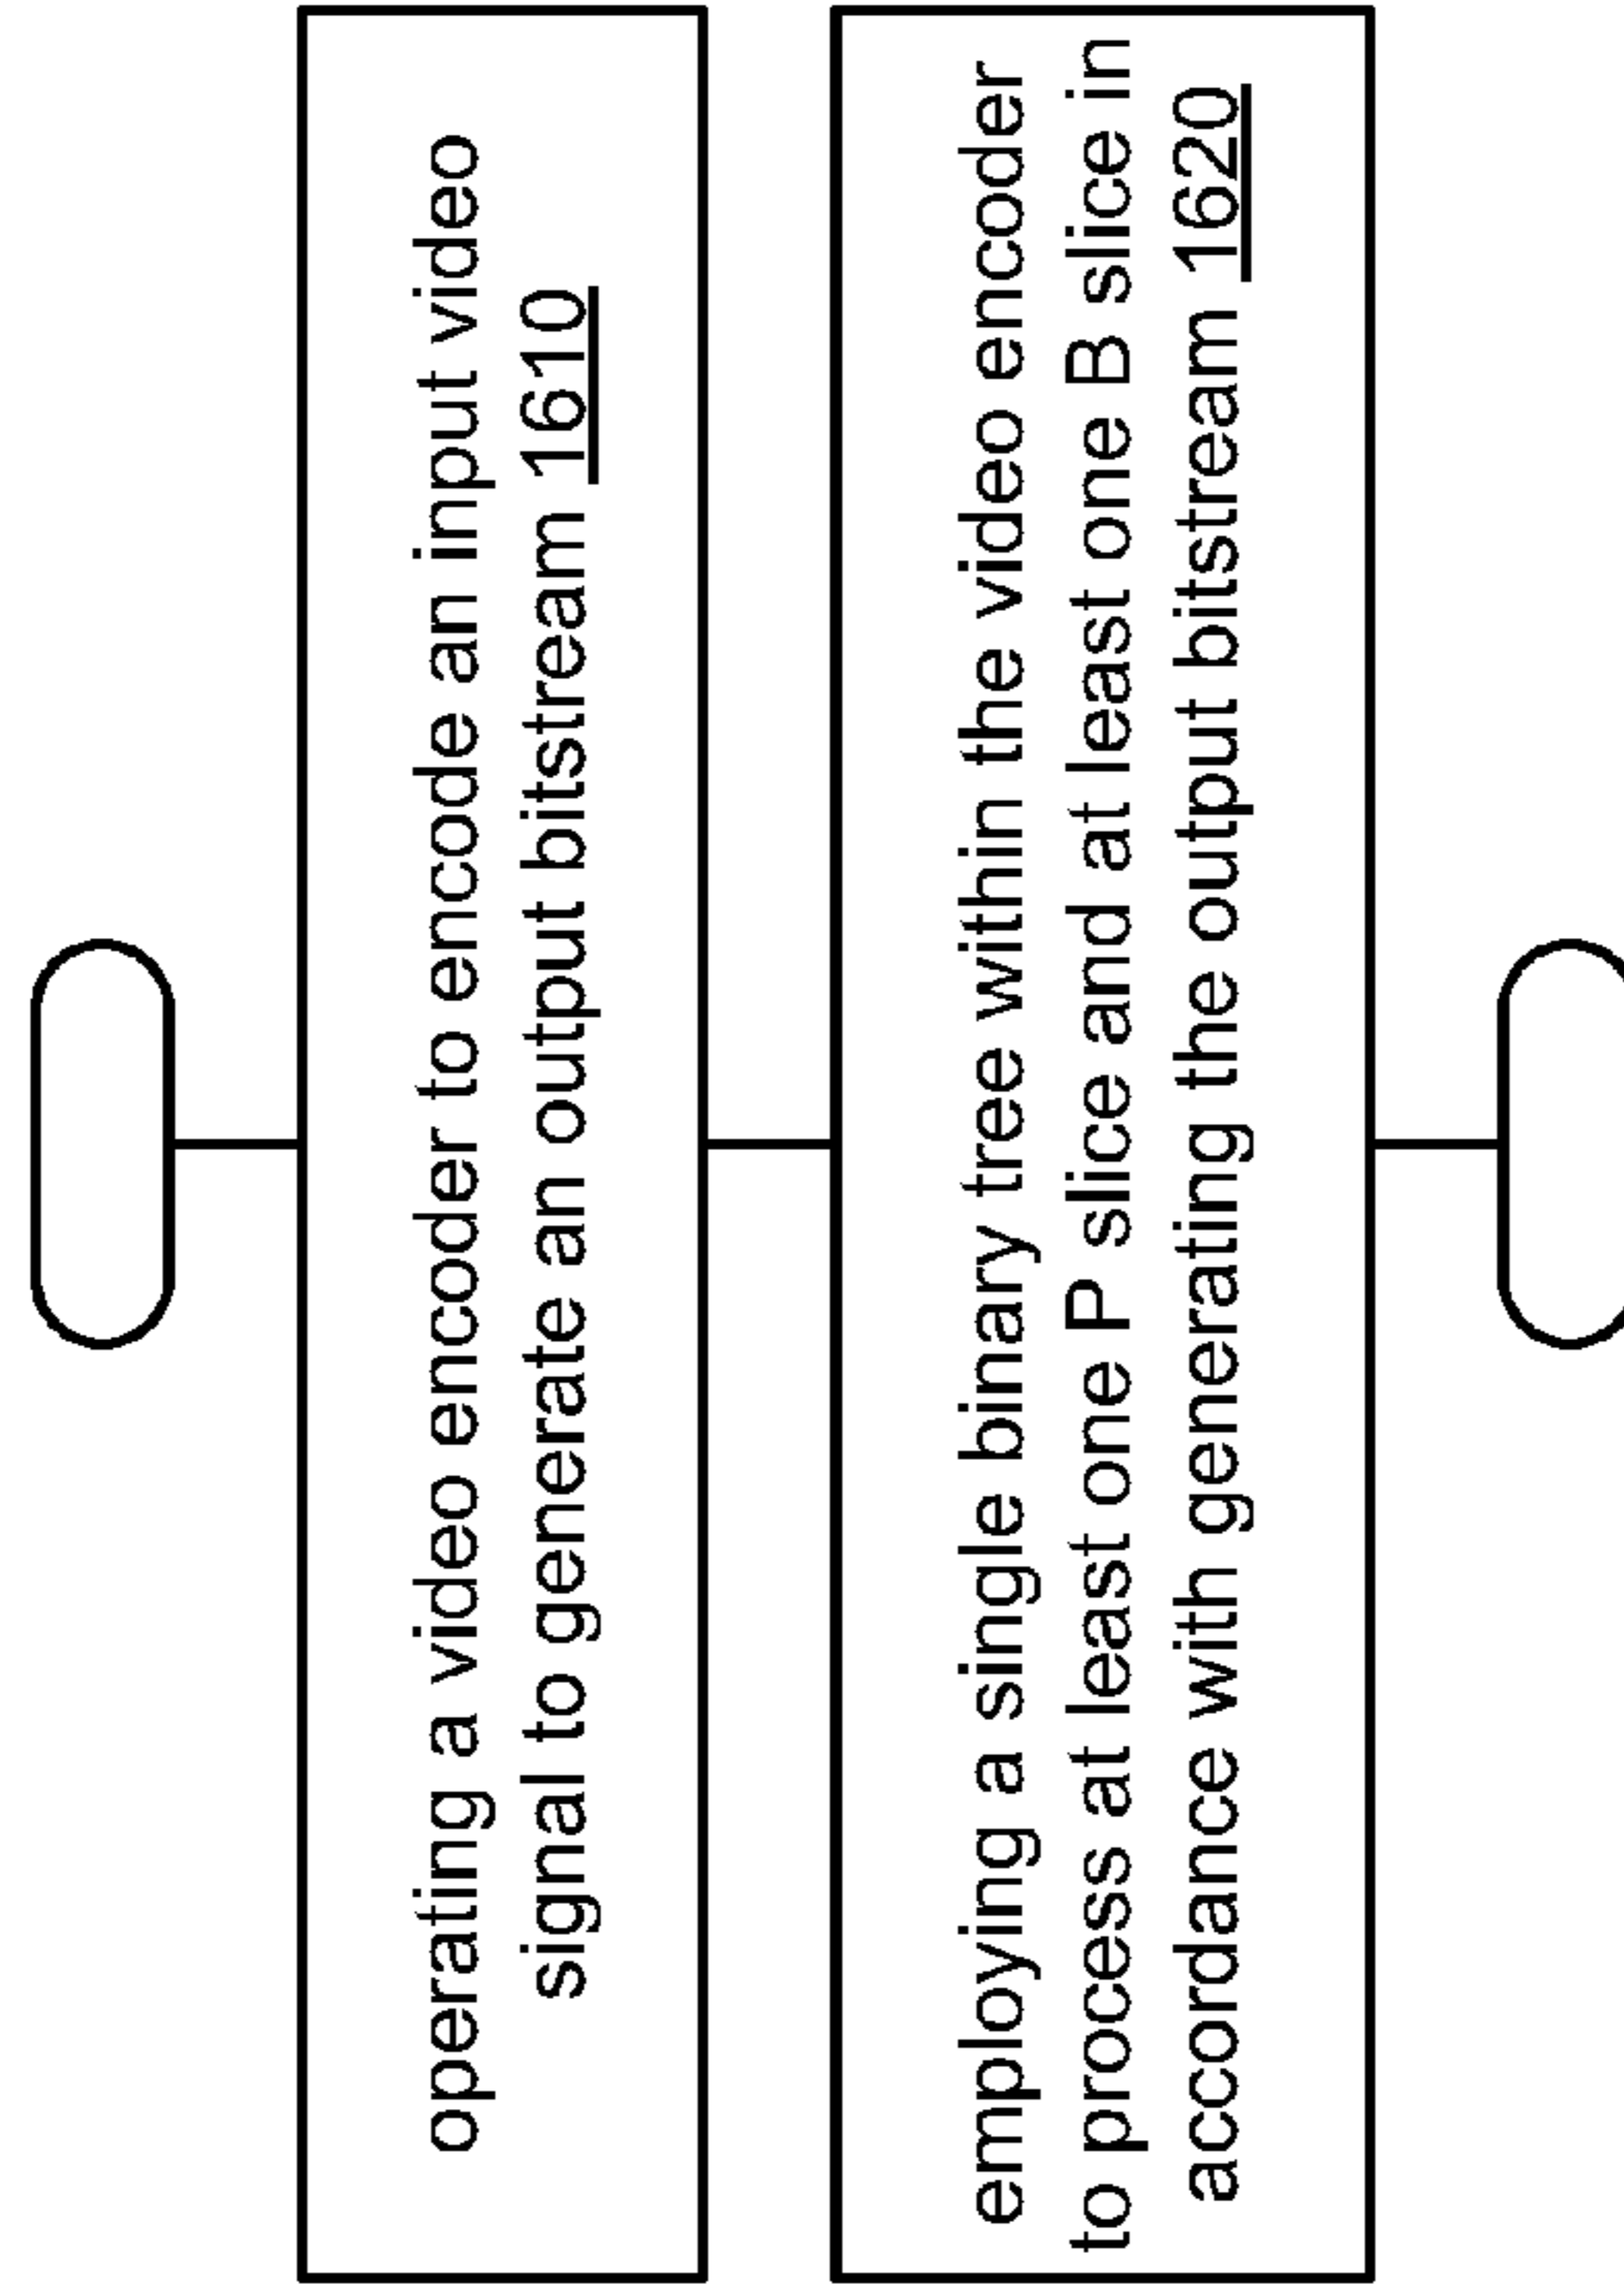 operating a video encoder to encode an input video
signal to generate an output bitstream 1610
employing a single binary tree within the video encoder
to process at least one P slice and at least one B slice in
accordance with generating the output bitstream 1620